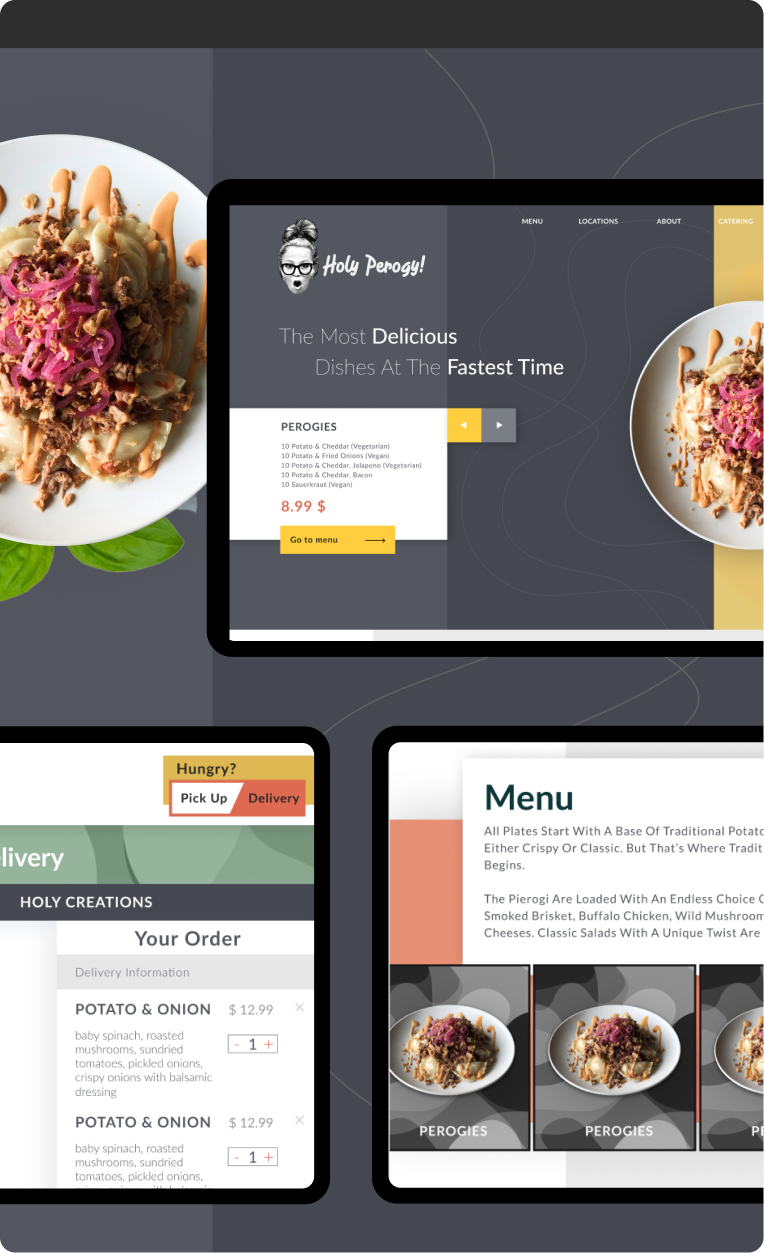 MENU LOCATIONS ABOUT CATERING
Holy Perogy!
The Most Delicious
Dishes At The Fastest Time
PEROGIES
10 Potato & Cheddar (Vegetarian)
10 Potato & Fried Onions (Vegan)
10 Potato & Cheddar, Jalapeno (Vegetarian)
10 Potato & Cheddar, Bacon
10 Sauerkraut (Vegan)
8.99 $
Go to menu
Hungry?
Pick Up Delivery
livery
HOLY CREATIONS
Your Order
Delivery Information
POTATO & ONION $ 12.99 ×
baby spinach, roasted
mushrooms, sundried
tomatoes, pickled onions,
crispy onions with balsamic
dressing
- 1 +
POTATO & ONION $ 12.99 ×
baby spinach, roasted
mushrooms, sundried
tomatoes, pickled onions,
- 1 +
Menu
All Plates Start With A Base Of Traditional Potato
Either Crispy Or Classic. But That's Where Tradit
Begins.
The Pierogi Are Loaded With An Endless Choice
Smoked Brisket, Buffalo Chicken, Wild Mushroom
Cheeses. Classic Salads With A Unique Twist Are
PEROGIES
PEROGIES